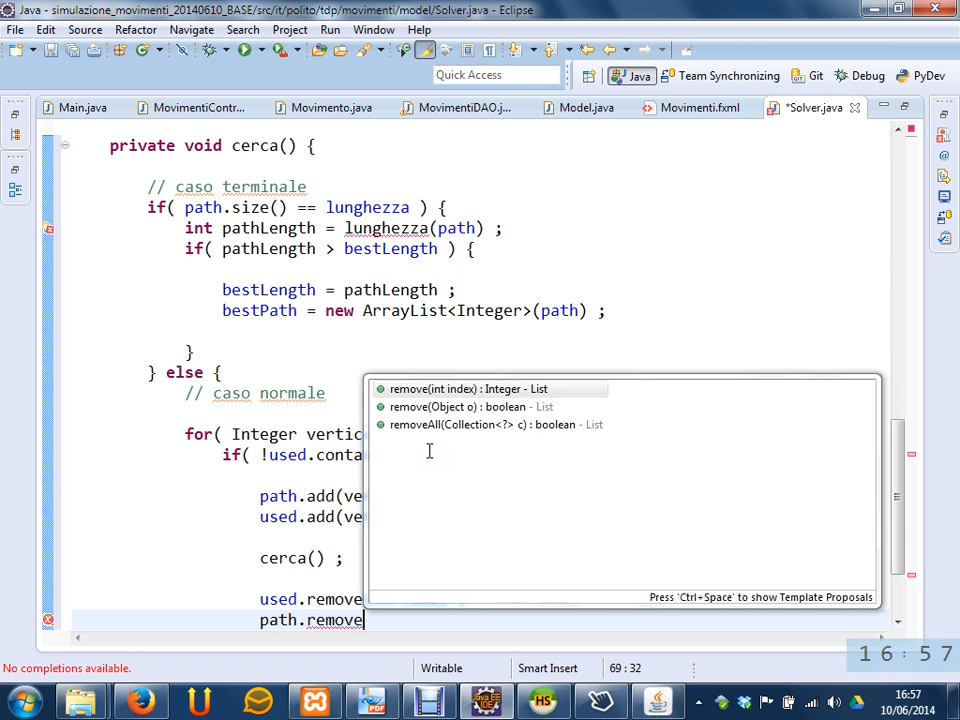 Java - simulazione_movimenti_20140610_BASE/src/it/polito/tdp/movimenti/model/Solver.java - Eclipse
File Edit Source Refactor Navigate Search Project Run Window Help
Quick Access
Java Team Synchronizing Git Debug PyDev
Main.java MovimentiContr... Movimento.java MovimentiDAO.j... Model.java Movimenti.fxml *Solver.java
private void cerca() {
// caso terminale
if( path.size() == lunghezza ) {
int pathLength = lunghezza(path) ;
if( pathLength > bestLength ) {
bestLength = pathLength ;
bestPath = new ArrayList<Integer>(path) ;
}
} else {
// caso normale
for( Integer vertic
if( !used.conta
path.add(ve
used.add(ve
cerca() ;
used.remove
path.remove
remove(int index) : Integer - List
remove(Object o) : boolean - List
removeAll(Collection<?> c) : boolean - List
Press 'Ctrl+Space' to show Template Proposals
16:57
No completions available.
Writable
Smart Insert
69 : 32
PDF
Java EE
IDE
HS
16:57
10/06/2014